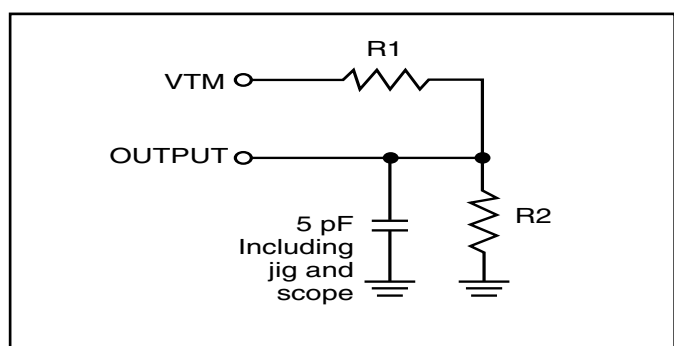 R1
VTM
OUTPUT
R2
5 pF
Including
jig and
scope